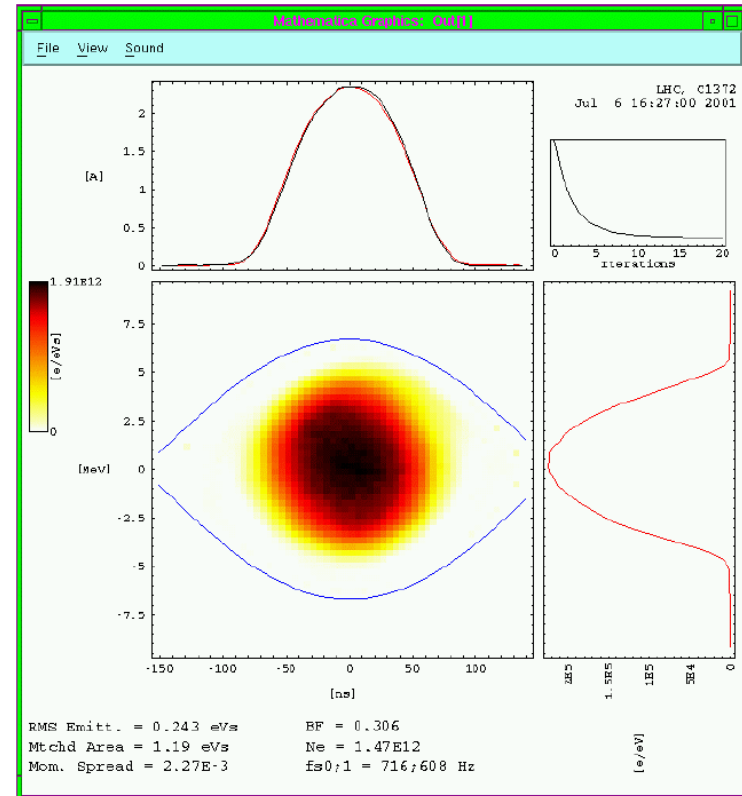 Mathematica Graphics: Out[1]
File View Sound
LHC, C1372
Jul 6 16:27:00 2001
2
1.5
[A]
1
0.5
0
0 5 10 15 20
iterations
1.91E12
[e/eVs]
0
7.5
5
2.5
[MeV]
0
-2.5
-5
-7.5
-150 -100 -50 0 50 100
[ns]
2E5 1.5E5 1E5 5E4 0
[e/eV]
RMS Emitt. = 0.243 eVs BF = 0.306
Mtchd Area = 1.19 eVs Ne = 1.47E12
Mom. Spread = 2.27E-3 fs0;1 = 716;608 Hz